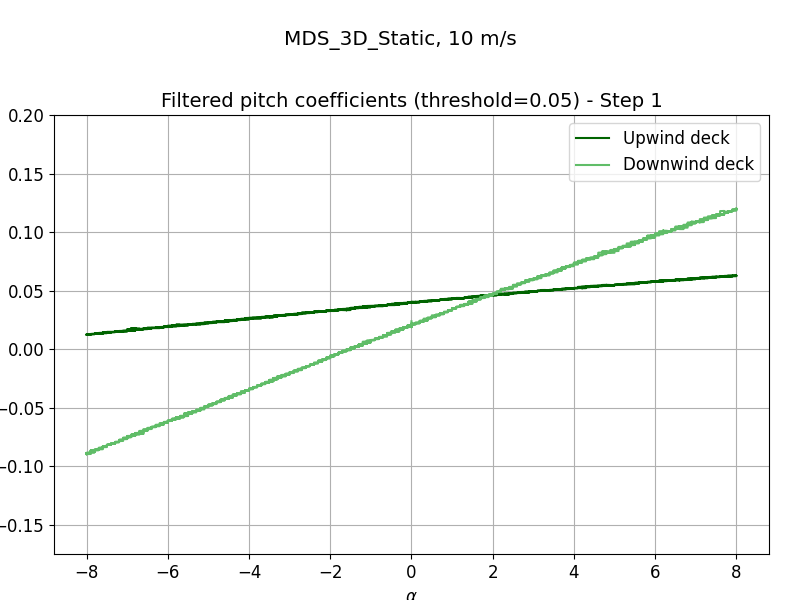 MDS_3D_Static, 10 m/s
Filtered pitch coefficients (threshold=0.05) - Step 1
Upwind deck
Downwind deck
0.20
0.15
0.10
0.05
0.00
−0.05
−0.10
−0.15
−8 −6 −4 −2 0 2 4 6 8
α